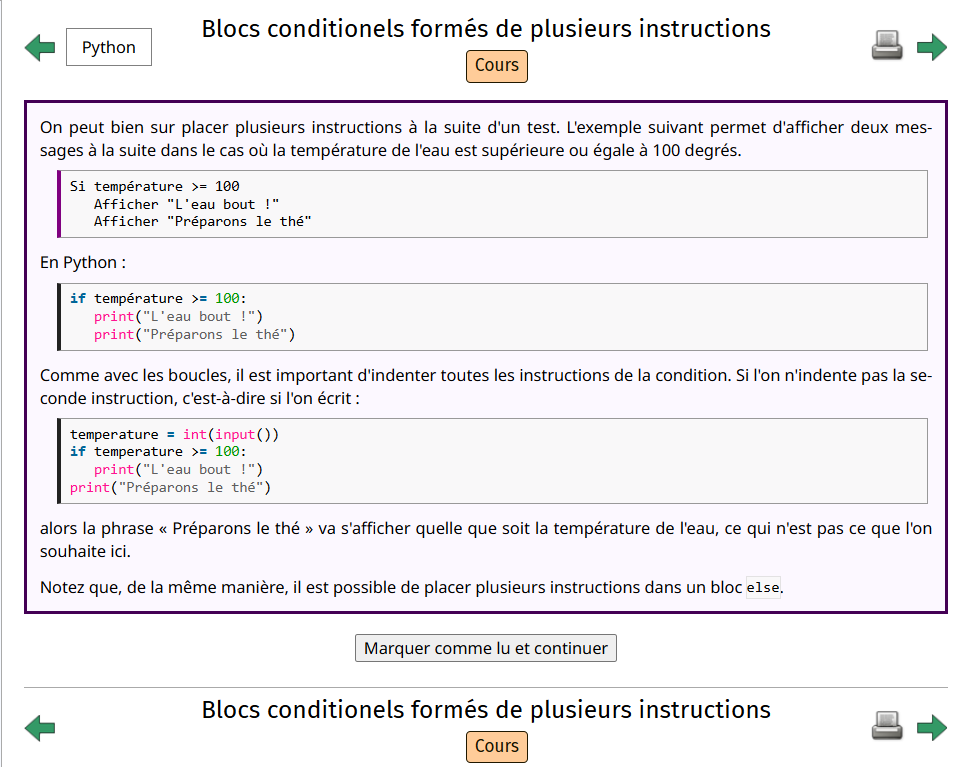 Blocs conditionels formés de plusieurs instructions
Python
Cours
On peut bien sur placer plusieurs instructions à la suite d'un test. L'exemple suivant permet d'afficher deux mes-
sages à la suite dans le cas où la température de l'eau est supérieure ou égale à 100 degrés.
Si température >= 100
   Afficher "L'eau bout !"
   Afficher "Préparons le thé"
En Python :
if température >= 100:
   print("L'eau bout !")
   print("Préparons le thé")
Comme avec les boucles, il est important d'indenter toutes les instructions de la condition. Si l'on n'indente pas la se-
conde instruction, c'est-à-dire si l'on écrit :
temperature = int(input())
if temperature >= 100:
   print("L'eau bout !")
print("Préparons le thé")
alors la phrase « Préparons le thé » va s'afficher quelle que soit la température de l'eau, ce qui n'est pas ce que l'on
souhaite ici.
Notez que, de la même manière, il est possible de placer plusieurs instructions dans un bloc else.
Marquer comme lu et continuer
Blocs conditionels formés de plusieurs instructions
Cours